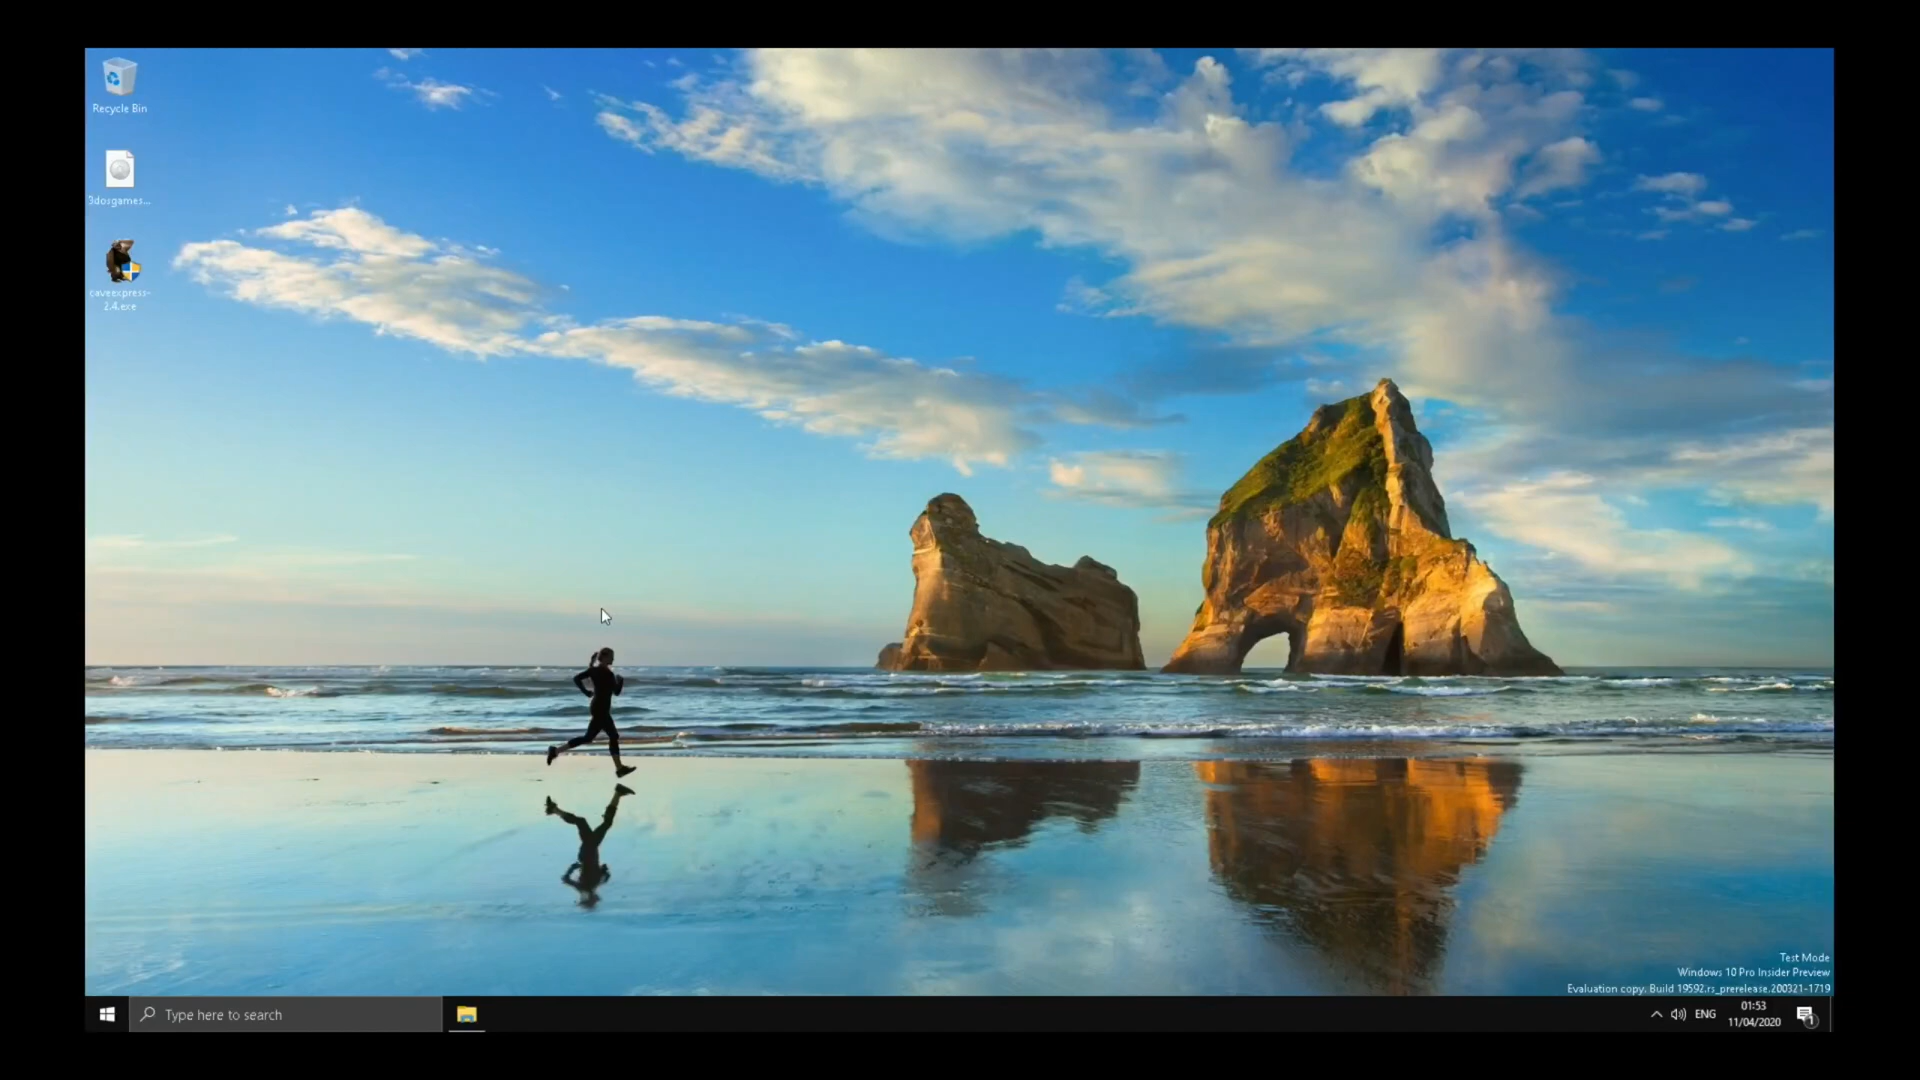 Recycle Bin
3dosgames...
caveexpress-
2.4.exe
Test Mode
Windows 10 Pro Insider Preview
Evaluation copy. Build 19592.rs_prerelease.200321-1719
Type here to search
ENG
01:53
11/04/2020
1